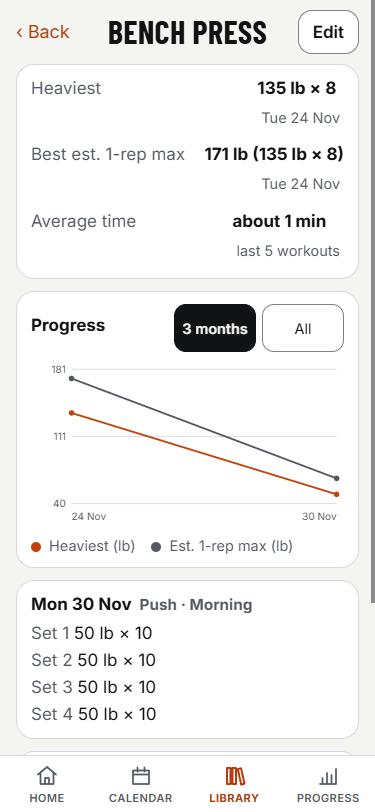 ‹ Back BENCH PRESS Edit
Heaviest 135 lb × 8
Tue 24 Nov
Best est. 1-rep max 171 lb (135 lb × 8)
Tue 24 Nov
Average time about 1 min
last 5 workouts
Progress 3 months All
181
111
40
24 Nov 30 Nov
Heaviest (lb) Est. 1-rep max (lb)
Mon 30 Nov Push · Morning
Set 1 50 lb × 10
Set 2 50 lb × 10
Set 3 50 lb × 10
Set 4 50 lb × 10
HOME CALENDAR LIBRARY PROGRESS